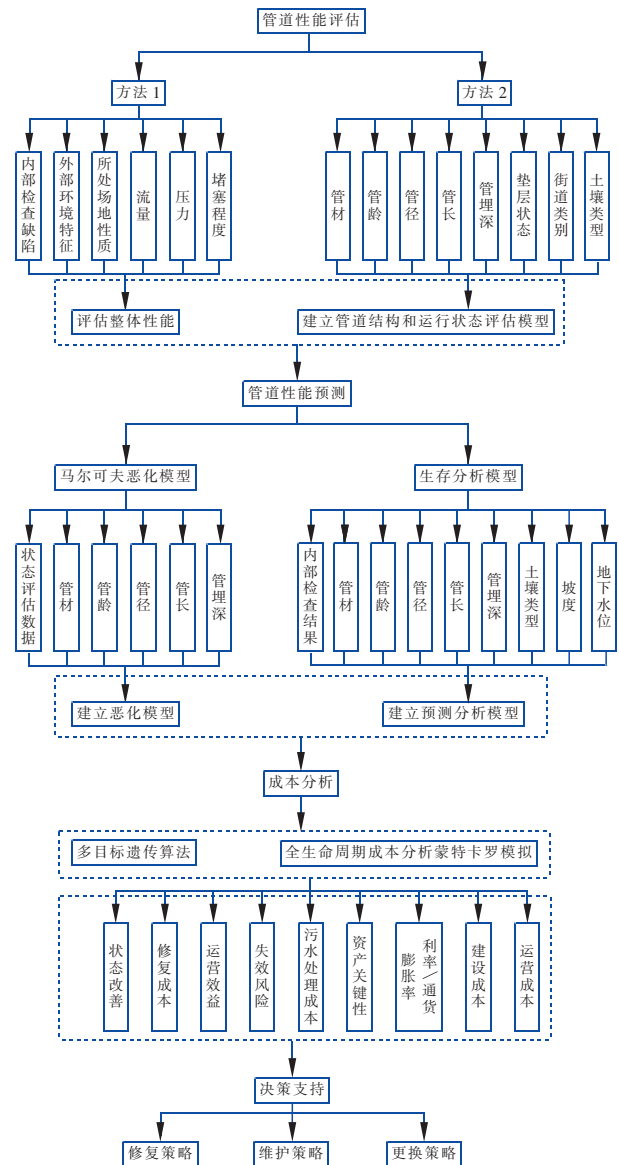 管道性能评估
方法 1
方法 2
内部检查缺陷
外部环境特征
所处场地性质
流量
压力
堵塞程度
管材
管龄
管径
管长
管埋深
垫层状态
街道类别
土壤类型
评估整体性能
建立管道结构和运行状态评估模型
管道性能预测
马尔可夫恶化模型
生存分析模型
状态评估数据
管材
管龄
管径
管长
管埋深
内部检查结果
管材
管龄
管径
管长
管埋深
土壤类型
坡度
地下水位
建立恶化模型
建立预测分析模型
成本分析
多目标遗传算法
全生命周期成本分析蒙特卡罗模拟
状态改善
修复成本
运营效益
失效风险
污水处理成本
资产关键性
利率/通货
膨胀率
建设成本
运营成本
决策支持
修复策略
维护策略
更换策略